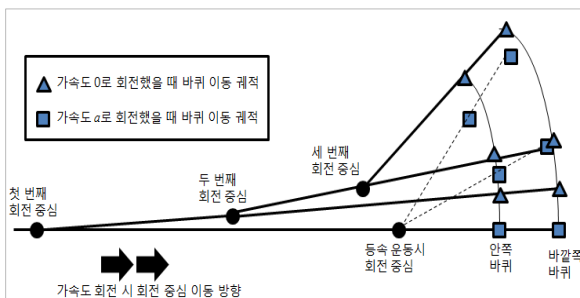 가속도 0로 회전했을 때 바퀴 이동 궤적
가속도 a로 회전했을 때 바퀴 이동 궤적
세 번째
회전 중심
두 번째
회전 중심
첫 번째
회전 중심
등속 운동시
회전 중심
안쪽
바퀴
바깥쪽
바퀴
가속도 회전 시 회전 중심 이동 방향